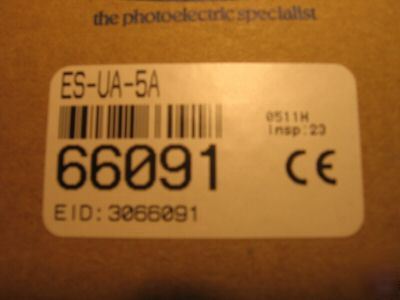 the photoelectric specialist
ES-UA-5A
0511H
insp:23
66091
CE
EID: 3066091